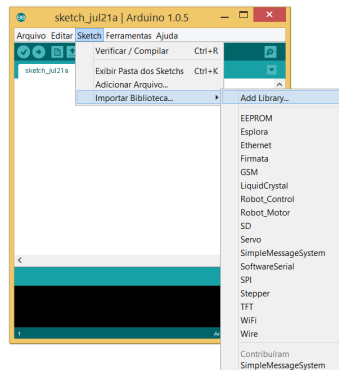 sketch_jul21a | Arduino 1.0.5
Arquivo Editar Sketch Ferramentas Ajuda
Verificar / Compilar Ctrl+R
sketch_jul21a
Exibir Pasta dos Sketchs Ctrl+K
Adicionar Arquivo...
Importar Biblioteca...
Add Library...
EEPROM
Esplora
Ethernet
Firmata
GSM
LiquidCrystal
Robot_Control
Robot_Motor
SD
Servo
SimpleMessageSystem
SoftwareSerial
SPI
Stepper
TFT
WiFi
Wire
1
Contribuíram
SimpleMessageSystem